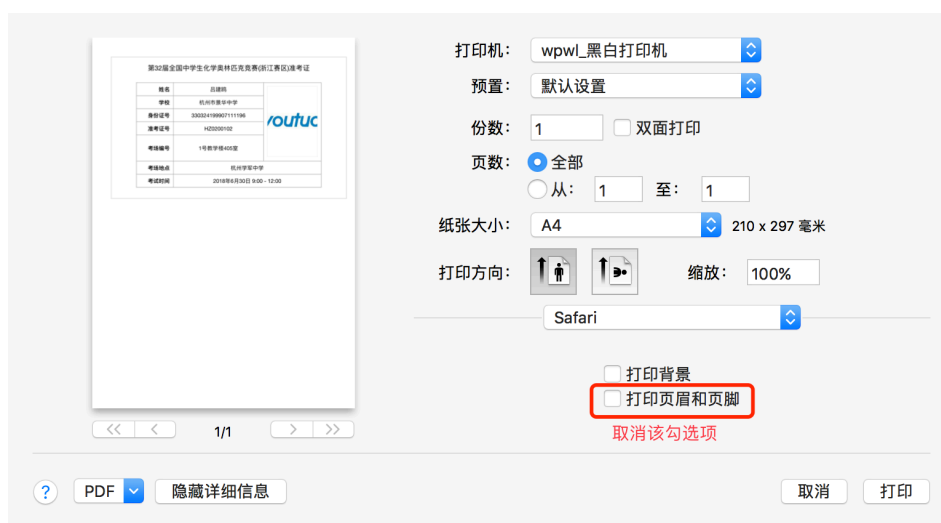 第32届全国中学生化学奥林匹克竞赛(浙江赛区)准考证
姓名 吕建鸥
学校 杭州市景华中学
身份证号 330324199907111196
准考证号 HZ0200102
考场编号 1号教学楼405室
考场地点 杭州学军中学
考试时间 2018年6月30日 9:00 - 12:00
youtuc
<< < 1/1 > >>
打印机: wpwl_黑白打印机
预置: 默认设置
份数: 1 双面打印
页数: 全部
从: 1 至: 1
纸张大小: A4 210 x 297 毫米
打印方向: 缩放: 100%
Safari
打印背景
打印页眉和页脚
取消该勾选项
? PDF 隐藏详细信息 取消 打印